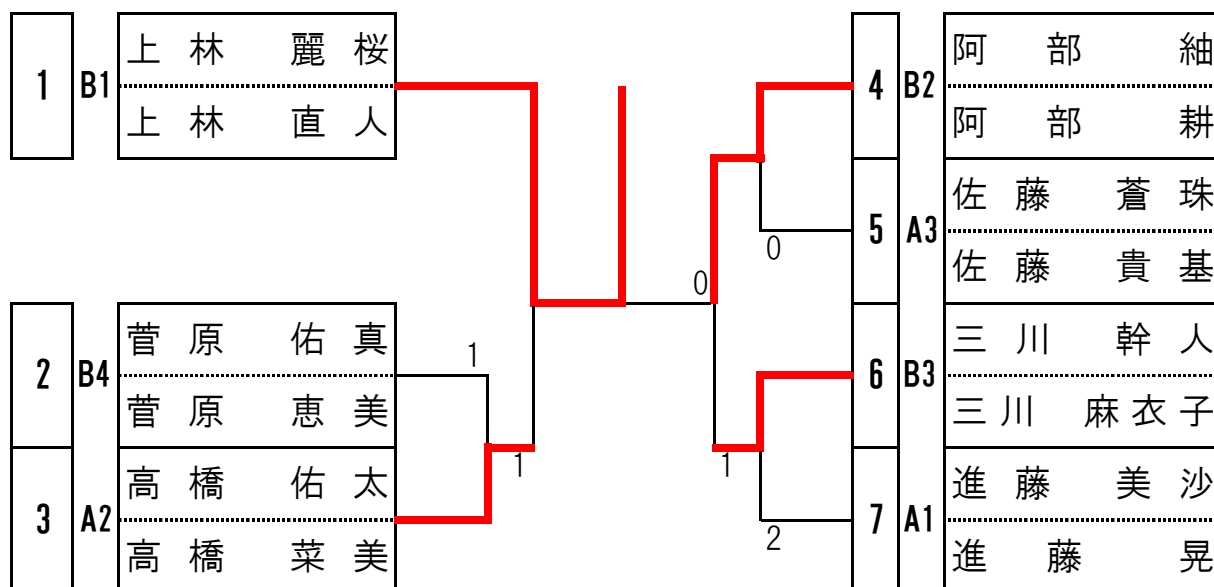 1 B1 上林 麗桜
上林 直人
2 B4 菅原 佑真
菅原 恵美
3 A2 高橋 佑太
高橋 菜美
1
1
0
0
1
2
4 B2 阿部 紬
阿部 耕
5 A3 佐藤 蒼珠
佐藤 貴基
6 B3 三川 幹人
三川 麻衣子
7 A1 進藤 美沙
進藤 晃